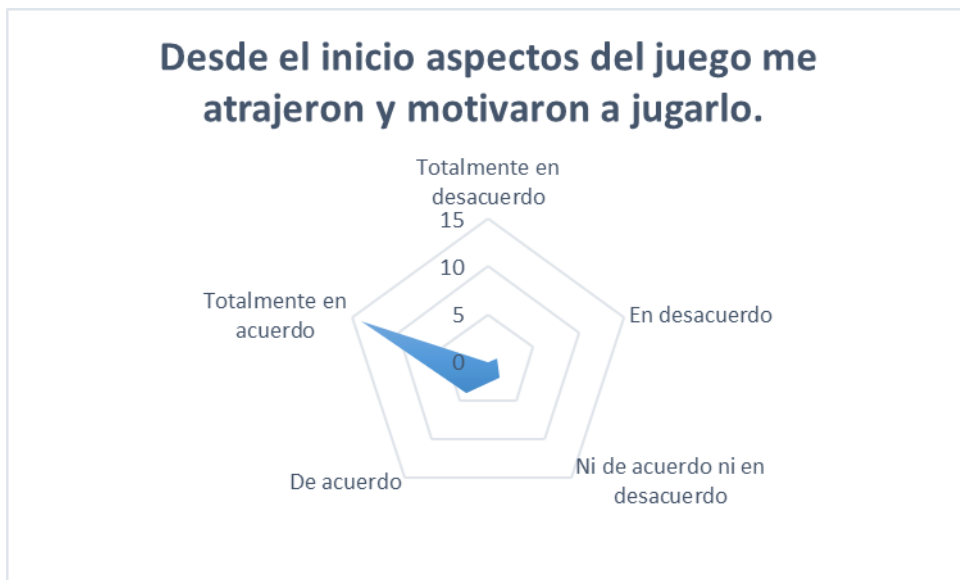 Desde el inicio aspectos del juego me
atrajeron y motivaron a jugarlo.
Totalmente en
desacuerdo
15
10
5
0
En desacuerdo
Ni de acuerdo ni en
desacuerdo
De acuerdo
Totalmente en
acuerdo